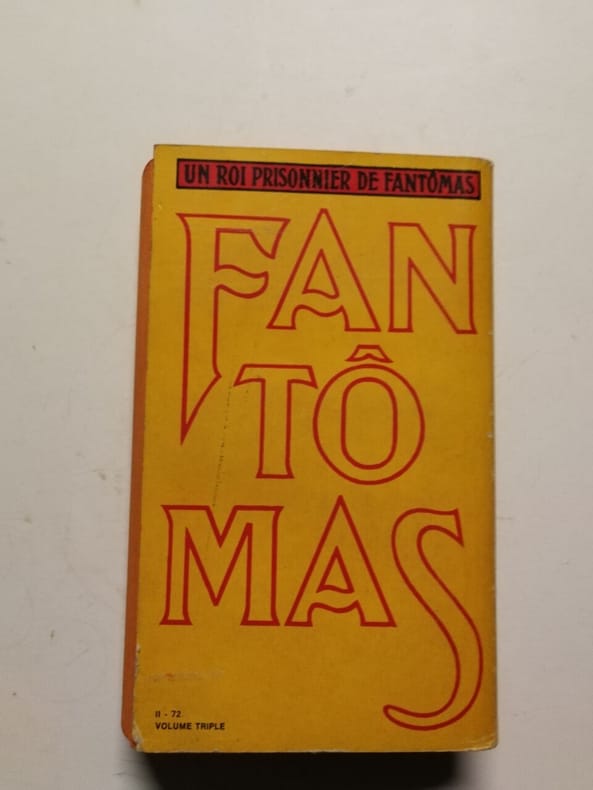 UN ROI PRISONNIER DE FANTÔMAS
FAN
TÔ
MAS
II - 72
VOLUME TRIPLE